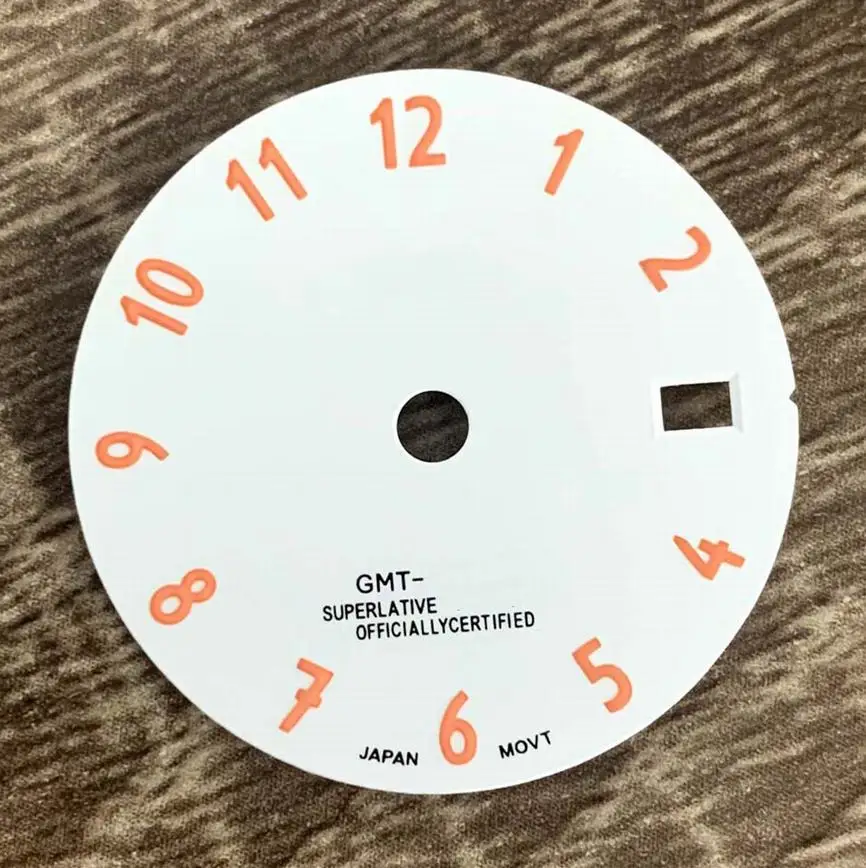 12
1
2
4
5
6
7
8
9
10
11
GMT-
SUPERLATIVE
OFFICIALLYCERTIFIED
JAPAN MOVT